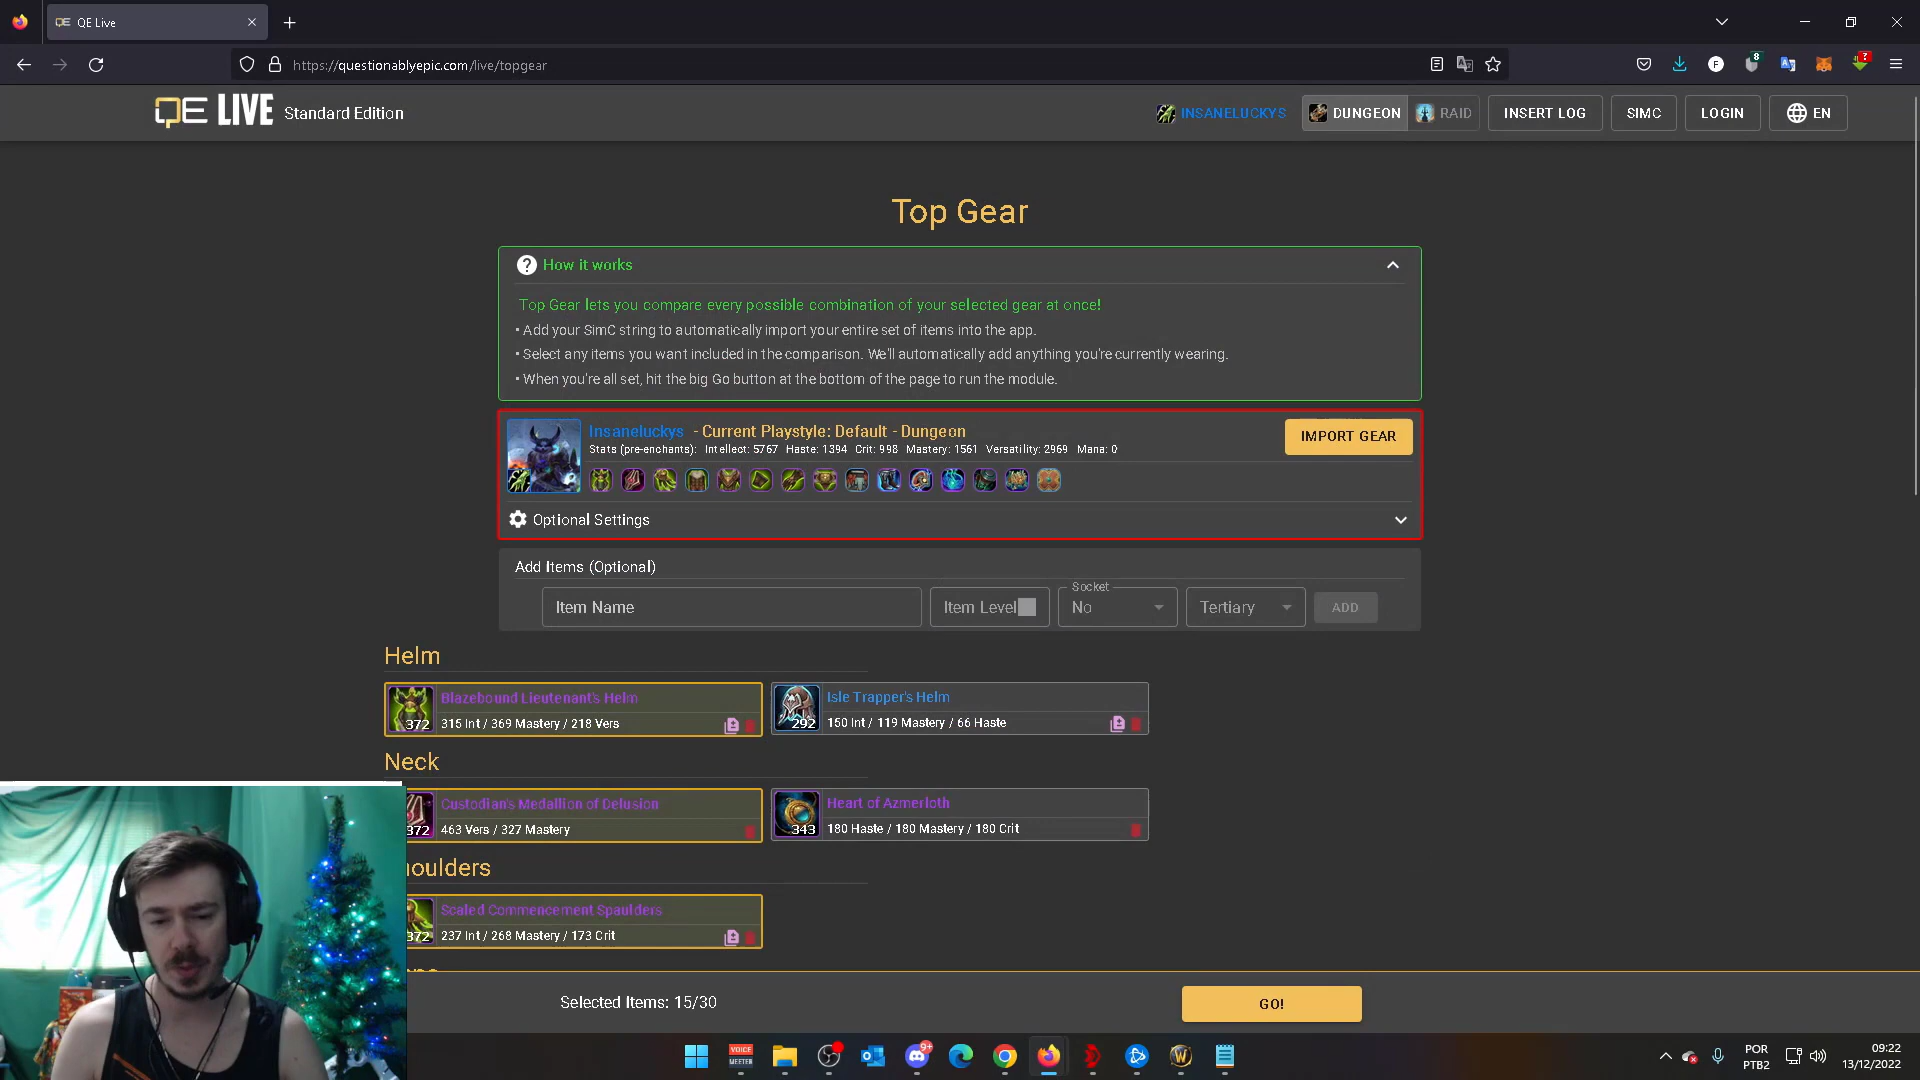 QE Live
https://questionablyepic.com/live/topgear
8
?
QE LIVE Standard Edition
INSANELUCKYS
DUNGEON
RAID
INSERT LOG
SIMC
LOGIN
EN
Top Gear
? How it works
Top Gear lets you compare every possible combination of your selected gear at once!
• Add your SimC string to automatically import your entire set of items into the app.
• Select any items you want included in the comparison. We'll automatically add anything you're currently wearing.
• When you're all set, hit the big Go button at the bottom of the page to run the module.
Insaneluckys - Current Playstyle: Default - Dungeon
Stats (pre-enchants): Intellect: 5767 Haste: 1394 Crit: 998 Mastery: 1561 Versatility: 2969 Mana: 0
IMPORT GEAR
Optional Settings
Add Items (Optional)
Item Name
Item Level
Socket
No
Tertiary
ADD
Helm
372
Blazebound Lieutenant's Helm
315 Int / 369 Mastery / 218 Vers
292
Isle Trapper's Helm
150 Int / 119 Mastery / 66 Haste
Neck
372
Custodian's Medallion of Delusion
463 Vers / 327 Mastery
343
Heart of Azmerloth
180 Haste / 180 Mastery / 180 Crit
houlders
372
Scaled Commencement Spaulders
237 Int / 268 Mastery / 173 Crit
Selected Items: 15/30
GO!
VOICE
MEETER
9+
POR
PTB2
09:22
13/12/2022